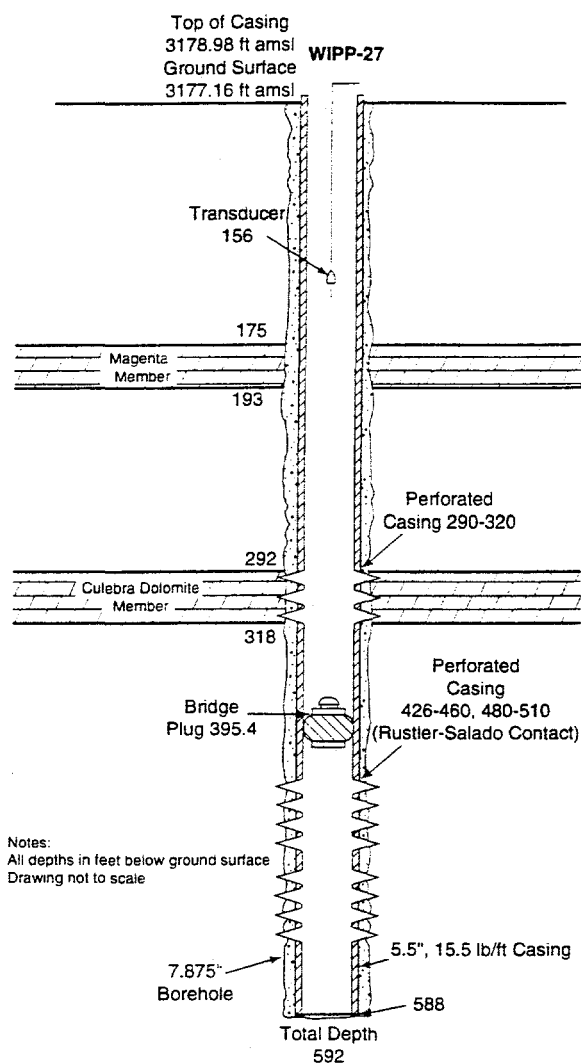 Top of Casing
3178.98 ft amsl
Ground Surface
3177.16 ft amsl
WIPP-27
Transducer
156
175
Magenta
Member
193
Perforated
Casing 290-320
292
Culebra Dolomite
Member
318
Perforated
Casing
426-460, 480-510
(Rustler-Salado Contact)
Bridge
Plug 395.4
Notes:
All depths in feet below ground surface
Drawing not to scale
7.875"
Borehole
5.5", 15.5 lb/ft Casing
588
Total Depth
592